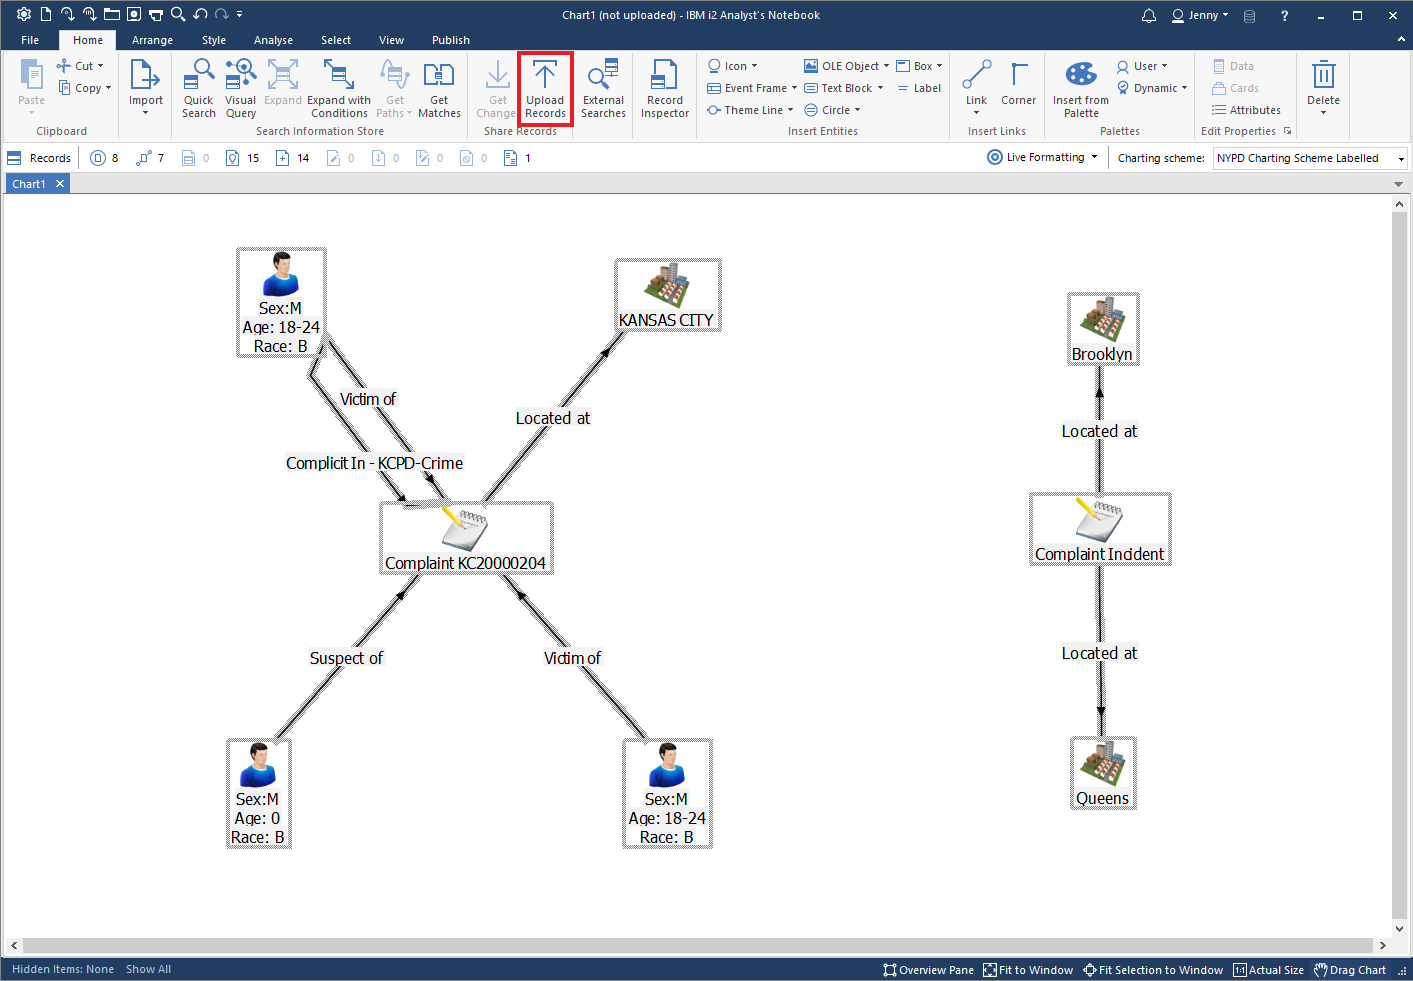 Chart1 (not uploaded) - IBM i2 Analyst's Notebook
Jenny
?
File Home Arrange Style Analyse Select View Publish
Paste
Cut
Copy
Clipboard
Import
Quick Search
Visual Query
Expand
Expand with Conditions
Get Paths
Get Matches
Search Information Store
Get Change
Upload Records
Share Records
External Searches
Record Inspector
Icon
Event Frame
Theme Line
OLE Object
Text Block
Circle
Box
Label
Insert Entities
Link
Corner
Insert Links
Insert from Palette
User
Dynamic
Palettes
Data
Cards
Attributes
Edit Properties
Delete
Records 8 7 0 15 14 0 0 0 0 1
Live Formatting
Charting scheme: NYPD Charting Scheme Labelled
Chart1
Sex:M
Age: 18-24
Race: B
KANSAS CITY
Brooklyn
Victim of
Located at
Located at
Complicit In - KCPD-Crime
Complaint KC20000204
Complaint Incident
Suspect of
Victim of
Located at
Sex:M
Age: 0
Race: B
Sex:M
Age: 18-24
Race: B
Queens
Hidden Items: None Show All
Overview Pane Fit to Window Fit Selection to Window 1:1 Actual Size Drag Chart